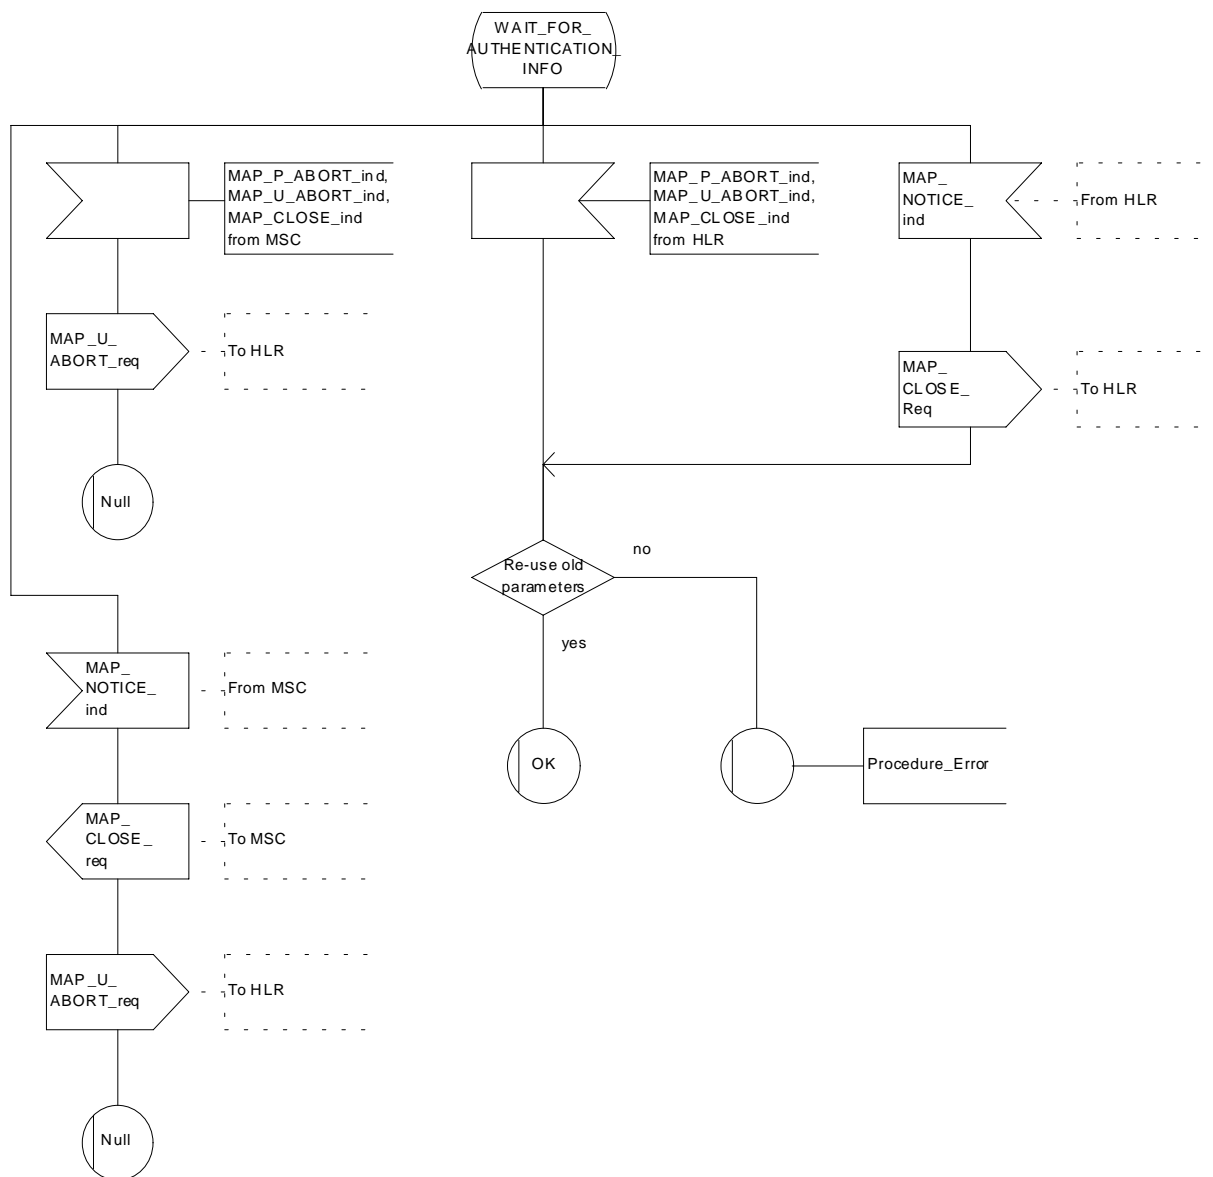 WAIT_FOR_
AUTHENTICATION_
INFO
MAP_P_ABORT_ind,
MAP_U_ABORT_ind,
MAP_CLOSE_ind
from MSC
MAP_P_ABORT_ind,
MAP_U_ABORT_ind,
MAP_CLOSE_ind
from HLR
MAP_
NOTICE_
ind
From HLR
MAP_U_
ABORT_req
To HLR
MAP_
CLOSE_
Req
To HLR
Null
no
Re-use old
parameters
yes
MAP_
NOTICE_
ind
From MSC
OK
Procedure_Error
MAP_
CLOSE_
req
To MSC
MAP_U_
ABORT_req
To HLR
Null